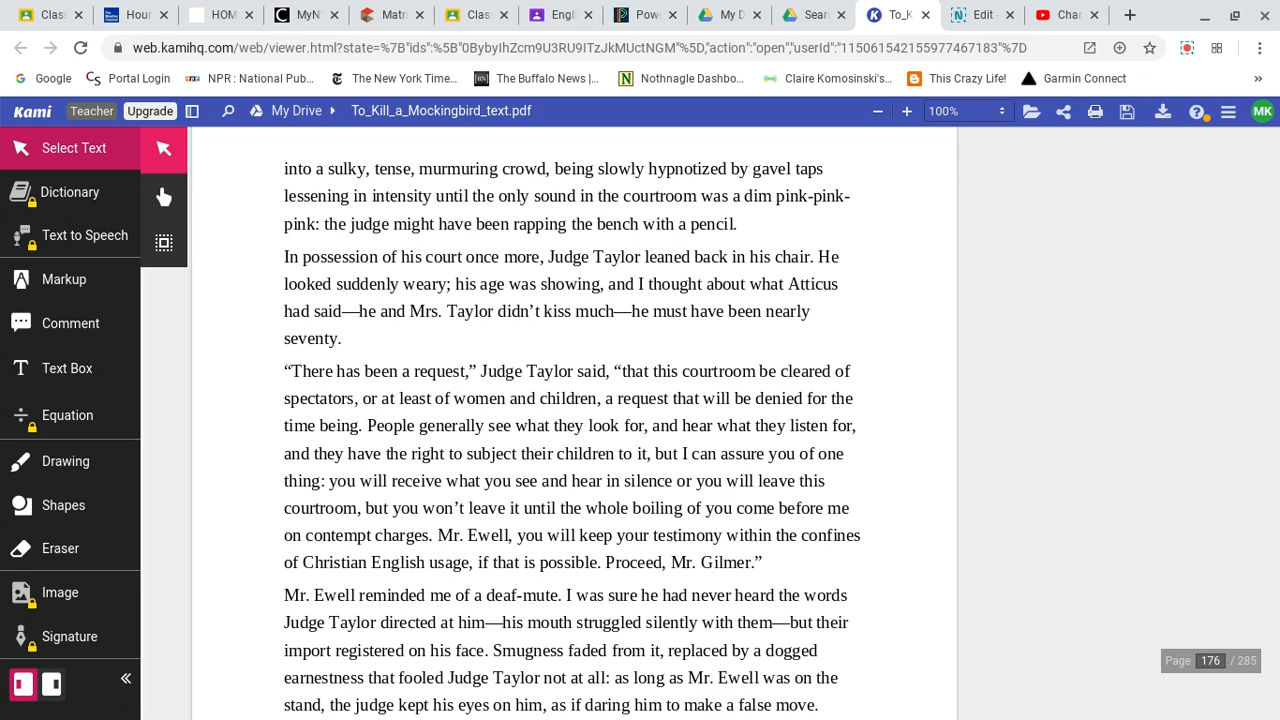 Class
Hour
HOM
MyNY
Matri
Class
Engli
Powe
My D
Sear
To_K
Edit -
Char
web.kamihq.com/web/viewer.html?state=%7B"ids":%5B"0BybyIhZcm9U3RU9ITzJkMUctNGM"%5D,"action":"open","userId":"115061542155977467183"%7D
Google
Portal Login
NPR : National Pub...
The New York Time...
The Buffalo News |...
Nothnagle Dashbo...
Claire Komosinski's...
This Crazy Life!
Garmin Connect
»
Kami Teacher Upgrade My Drive To_Kill_a_Mockingbird_text.pdf 100% MK
Select Text
Dictionary
Text to Speech
Markup
Comment
Text Box
Equation
Drawing
Shapes
Eraser
Image
Signature
into a sulky, tense, murmuring crowd, being slowly hypnotized by gavel taps
lessening in intensity until the only sound in the courtroom was a dim pink-pink-
pink: the judge might have been rapping the bench with a pencil.
In possession of his court once more, Judge Taylor leaned back in his chair. He
looked suddenly weary; his age was showing, and I thought about what Atticus
had said—he and Mrs. Taylor didn’t kiss much—he must have been nearly
seventy.
“There has been a request,” Judge Taylor said, “that this courtroom be cleared of
spectators, or at least of women and children, a request that will be denied for the
time being. People generally see what they look for, and hear what they listen for,
and they have the right to subject their children to it, but I can assure you of one
thing: you will receive what you see and hear in silence or you will leave this
courtroom, but you won’t leave it until the whole boiling of you come before me
on contempt charges. Mr. Ewell, you will keep your testimony within the confines
of Christian English usage, if that is possible. Proceed, Mr. Gilmer.”
Mr. Ewell reminded me of a deaf-mute. I was sure he had never heard the words
Judge Taylor directed at him—his mouth struggled silently with them—but their
import registered on his face. Smugness faded from it, replaced by a dogged
earnestness that fooled Judge Taylor not at all: as long as Mr. Ewell was on the
stand, the judge kept his eyes on him, as if daring him to make a false move.
Page 176 / 285